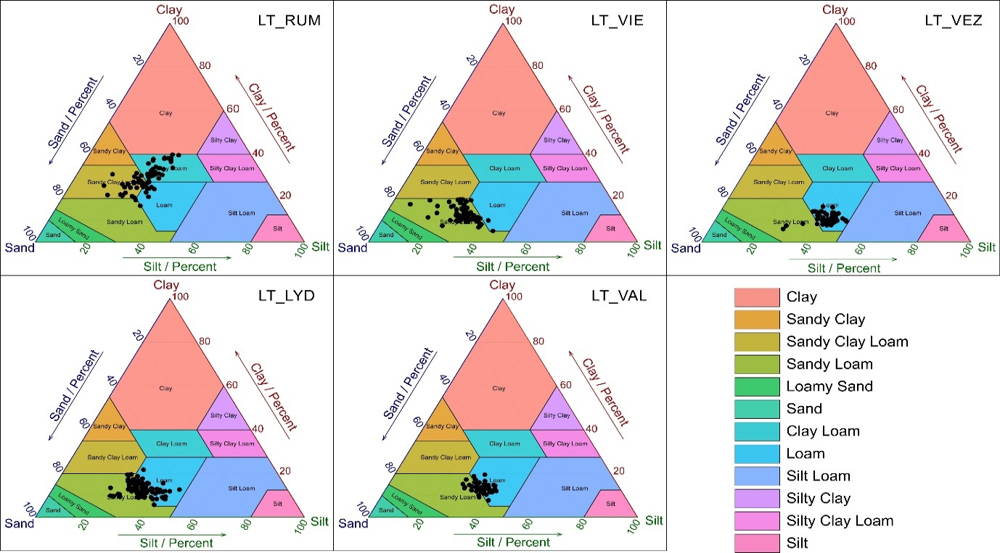 LT_RUM
Clay
100
20
80
Sand / Percent
Clay / Percent
40
60
Clay
Silty Clay
60
Sandy Clay
40
Clay Loam
Silty Clay Loam
80
Sandy Clay Loam
20
Loam
Silt Loam
Sandy Loam
Loamy Sand
Sand
Silt
100
Sand
Silt
20
40
60
80
100
Silt / Percent
LT_VIE
Clay
100
20
80
Sand / Percent
Clay / Percent
40
60
Clay
Silty Clay
60
Sandy Clay
40
Clay Loam
Silty Clay Loam
80
Sandy Clay Loam
20
Loam
Silt Loam
Sandy Loam
Loamy Sand
Sand
Silt
100
Sand
Silt
20
40
60
80
100
Silt / Percent
LT_VEZ
Clay
100
20
80
Sand / Percent
Clay / Percent
40
60
Clay
Silty Clay
60
Sandy Clay
40
Clay Loam
Silty Clay Loam
80
Sandy Clay Loam
20
Loam
Silt Loam
Sandy Loam
Loamy Sand
Sand
Silt
100
Sand
Silt
20
40
60
80
100
Silt / Percent
LT_LYD
Clay
100
20
80
Sand / Percent
Clay / Percent
40
60
Clay
Silty Clay
60
Sandy Clay
40
Clay Loam
Silty Clay Loam
80
Sandy Clay Loam
20
Loam
Silt Loam
Sandy Loam
Loamy Sand
Sand
Silt
100
Sand
Silt
20
40
60
80
100
Silt / Percent
LT_VAL
Clay
100
20
80
Sand / Percent
Clay / Percent
40
60
Clay
Silty Clay
60
Sandy Clay
40
Clay Loam
Silty Clay Loam
80
Sandy Clay Loam
20
Loam
Silt Loam
Sandy Loam
Loamy Sand
Sand
Silt
100
Sand
Silt
20
40
60
80
100
Silt / Percent
Clay
Sandy Clay
Sandy Clay Loam
Sandy Loam
Loamy Sand
Sand
Clay Loam
Loam
Silt Loam
Silty Clay
Silty Clay Loam
Silt